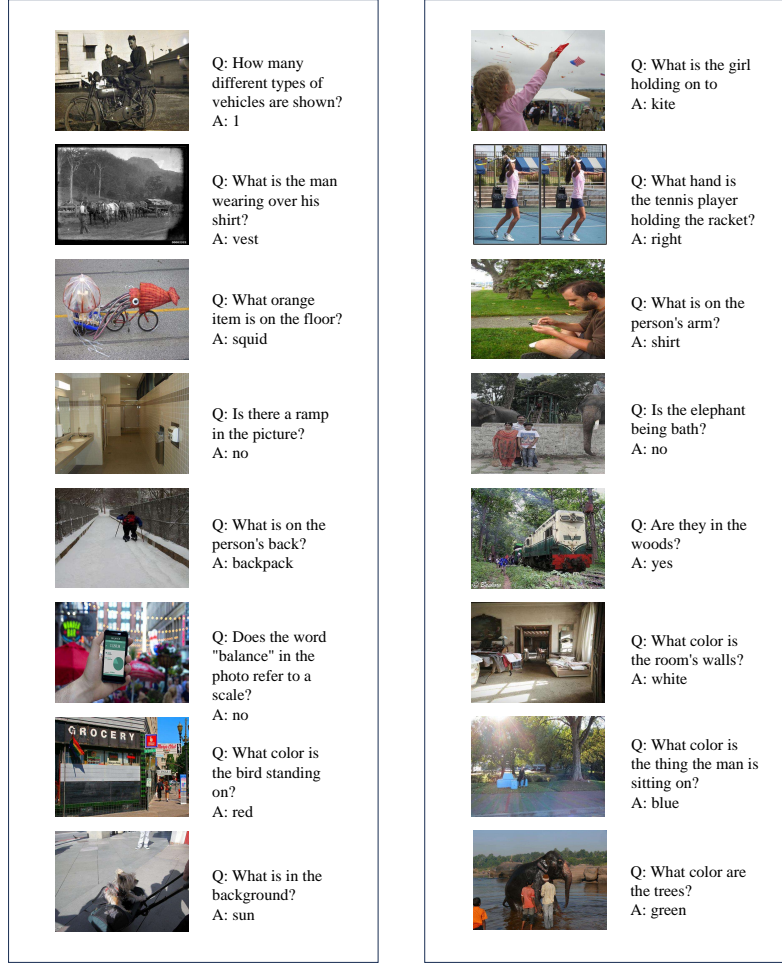 Q: How many
different types of
vehicles are shown?
A: 1
Q: What is the man
wearing over his
shirt?
A: vest
Q: What orange
item is on the floor?
A: squid
Q: Is there a ramp
in the picture?
A: no
Q: What is on the
person's back?
A: backpack
Q: Does the word
"balance" in the
photo refer to a
scale?
A: no
GROCERY
Q: What color is
the bird standing
on?
A: red
Q: What is in the
background?
A: sun
Q: What is the girl
holding on to
A: kite
Q: What hand is
the tennis player
holding the racket?
A: right
Q: What is on the
person's arm?
A: shirt
Q: Is the elephant
being bath?
A: no
Q: Are they in the
woods?
A: yes
Q: What color is
the room's walls?
A: white
Q: What color is
the thing the man is
sitting on?
A: blue
Q: What color are
the trees?
A: green